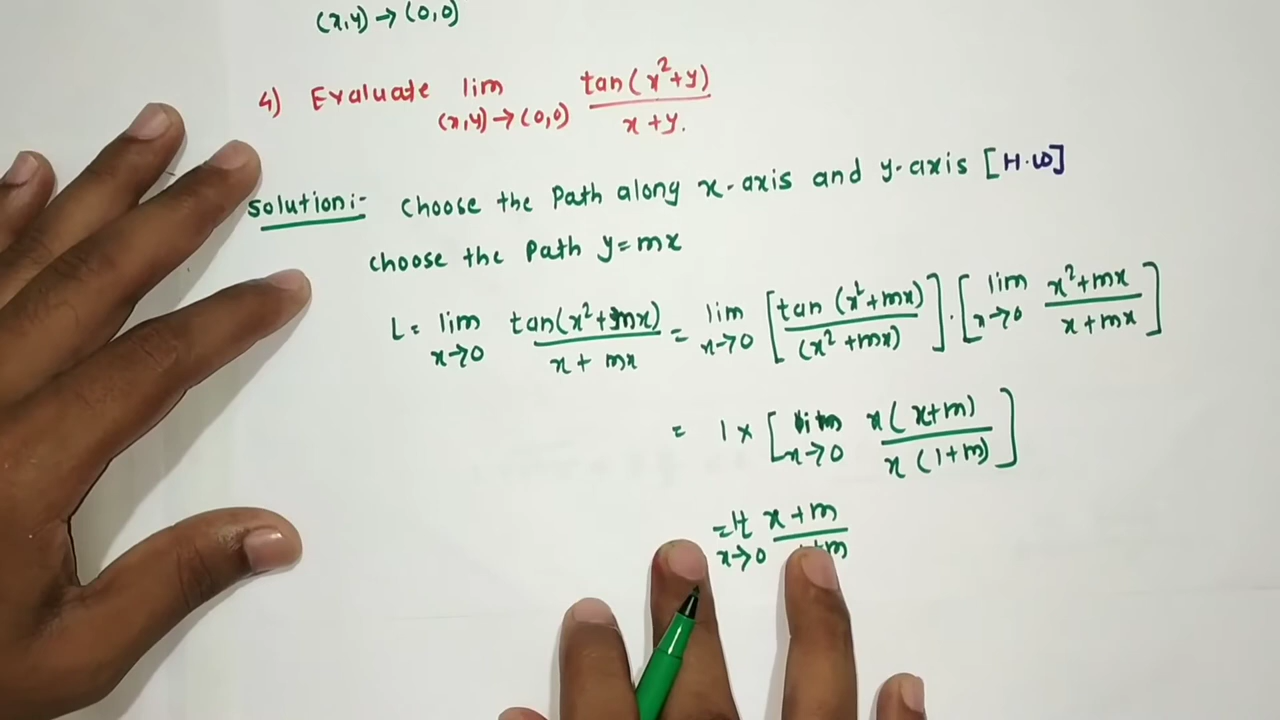 (x,y)→(0,0)
4) Evaluate lim (x,y)→(0,0) tan(x²+y) / x+y.
Solution:- Choose the Path along x-axis and y-axis [H.W]
choose the Path y=mx
L= lim x→0 tan(x²+mx) / x+mx = lim x→0 [tan (x²+mx) / (x²+mx)] . [lim x→0 x²+mx / x+mx]
= 1 × [lim x→0 x(x+m) / x(1+m)]
= lt x→0 x+m / +m